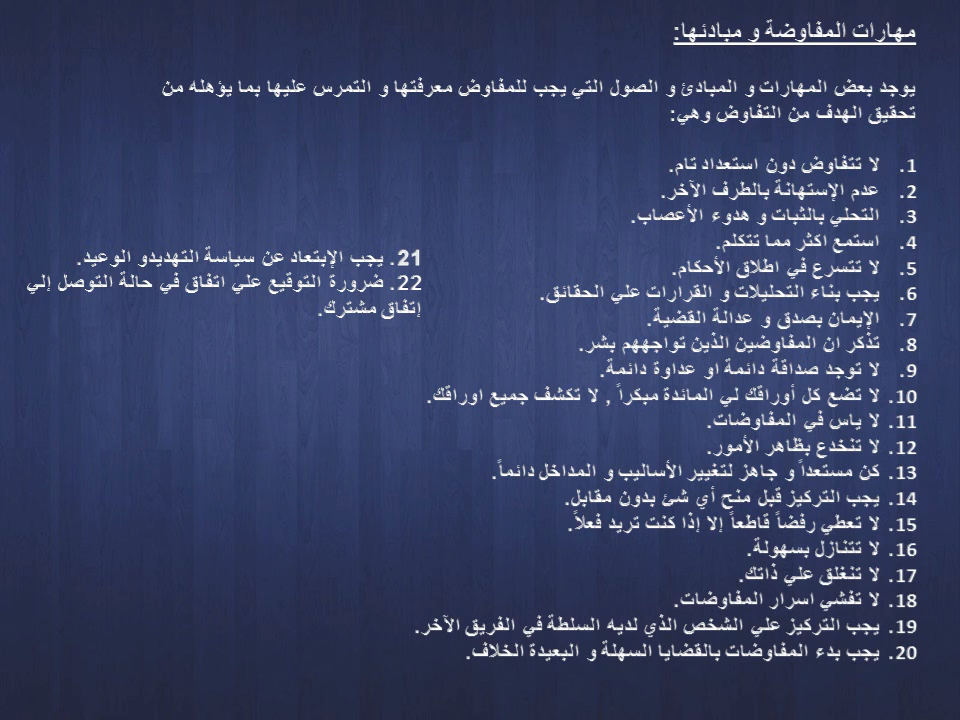 مهارات المفاوضة و مبادئها:
يوجد بعض المهارات و المبادئ و الصول التي يجب للمفاوض معرفتها و التمرس عليها بما يؤهله من
تحقيق الهدف من التفاوض وهي:
1. لا تتفاوض دون استعداد تام.
2. عدم الإستهانة بالطرف الآخر.
3. التحلي بالثبات و هدوء الأعصاب.
4. استمع اكثر مما تتكلم.
5. لا تتسرع في اطلاق الأحكام.
6. يجب بناء التحليلات و القرارات علي الحقائق.
7. الإيمان بصدق و عدالة القضية.
8. تذكر ان المفاوضين الذين تواجههم بشر.
9. لا توجد صداقة دائمة او عداوة دائمة.
10. لا تضع كل أوراقك لي المائدة مبكراً , لا تكشف جميع اوراقك.
11. لا ياس في المفاوضات.
12. لا تنخدع بظاهر الأمور.
13. كن مستعداً و جاهز لتغيير الأساليب و المداخل دائماً.
14. يجب التركيز قبل منح أي شئ بدون مقابل.
15. لا تعطي رفضاً قاطعاً إلا إذا كنت تريد فعلاً.
16. لا تتنازل بسهولة.
17. لا تنغلق علي ذاتك.
18. لا تفشي اسرار المفاوضات.
19. يجب التركيز علي الشخص الذي لديه السلطة في الفريق الآخر.
20. يجب بدء المفاوضات بالقضايا السهلة و البعيدة الخلاف.
21. يجب الإبتعاد عن سياسة التهديدو الوعيد.
22. ضرورة التوقيع علي اتفاق في حالة التوصل إلي
إتفاق مشترك.